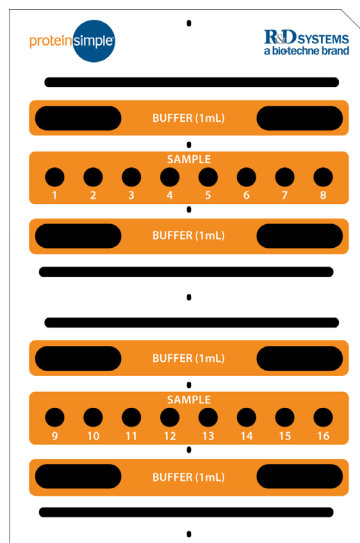 proteinsimple
R&D SYSTEMS
a biotechne brand
BUFFER (1mL)
SAMPLE
1 2 3 4 5 6 7 8
BUFFER (1mL)
BUFFER (1mL)
SAMPLE
9 10 11 12 13 14 15 16
BUFFER (1mL)